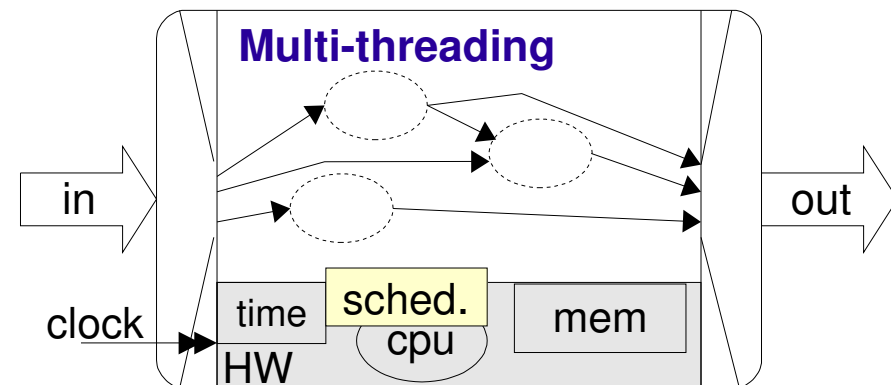 Multi-threading
in
out
clock
time
sched.
cpu
mem
HW